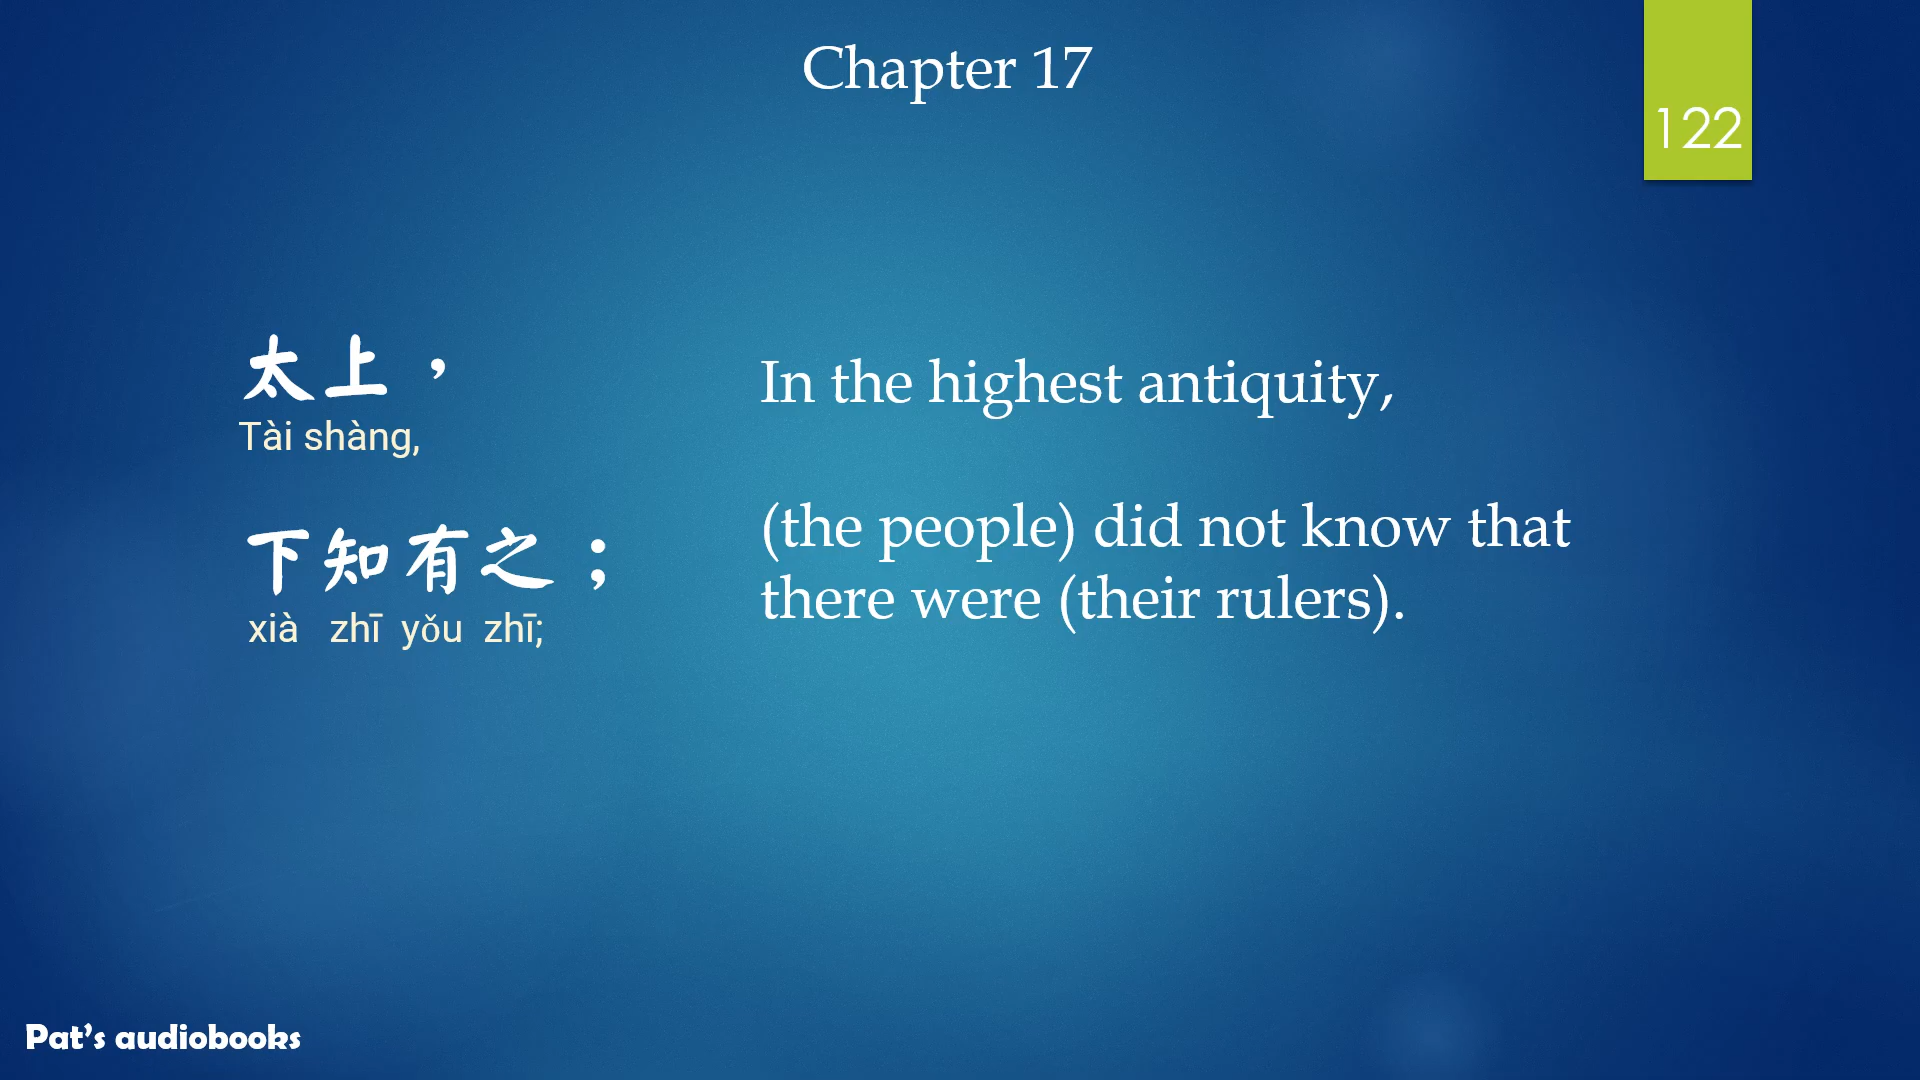 Chapter 17
122
太上，
Tài shàng,
下知有之；
xià zhī yǒu zhī;
In the highest antiquity,
(the people) did not know that
there were (their rulers).
Pat's audiobooks